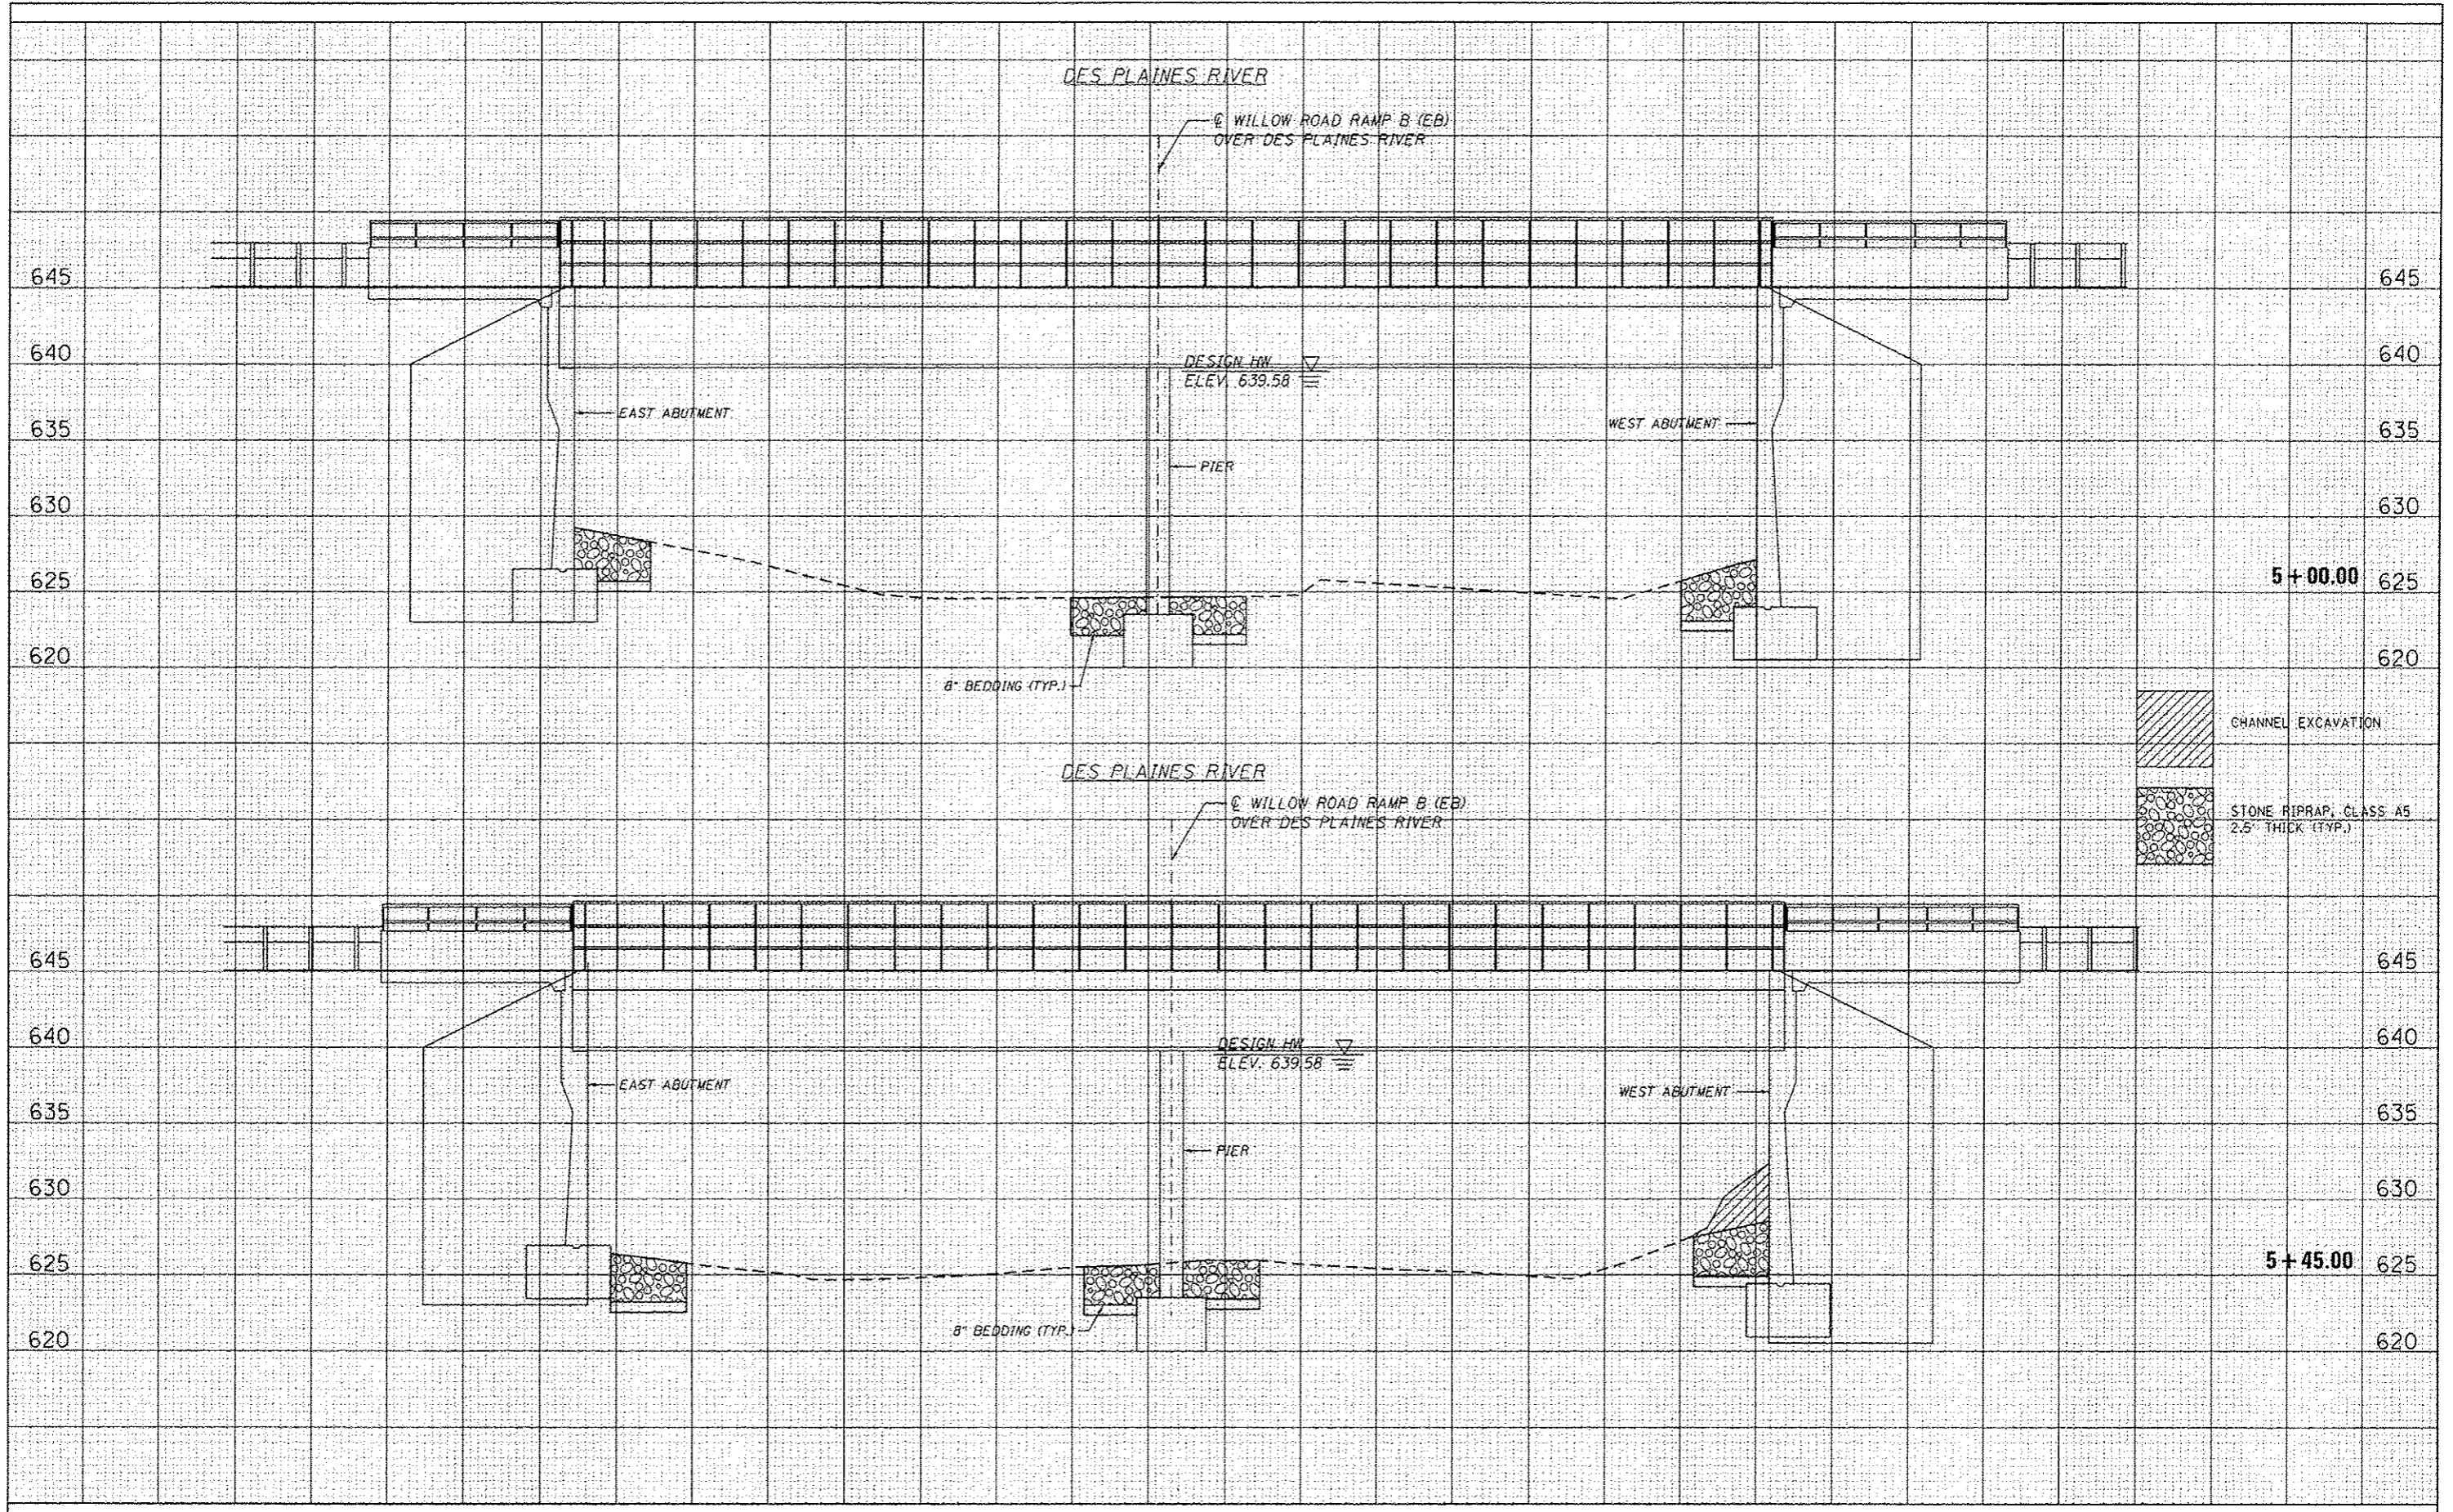 DES PLAINES RIVER
℄ WILLOW ROAD RAMP B (EB)
OVER DES PLAINES RIVER
645 645
DESIGN HW
640 640
ELEV. 639.58
EAST ABUTMENT
WEST ABUTMENT
635 635
PIER
630 630
5+00.00
625 625
620 620
8" BEDDING (TYP.)
CHANNEL EXCAVATION
DES PLAINES RIVER
℄ WILLOW ROAD RAMP B (EB)
OVER DES PLAINES RIVER
STONE RIPRAP, CLASS A5
2.5' THICK (TYP.)
645 645
DESIGN HW
640 640
ELEV. 639.58
EAST ABUTMENT
WEST ABUTMENT
635 635
PIER
630 630
5+45.00
625 625
8" BEDDING (TYP.)
620 620